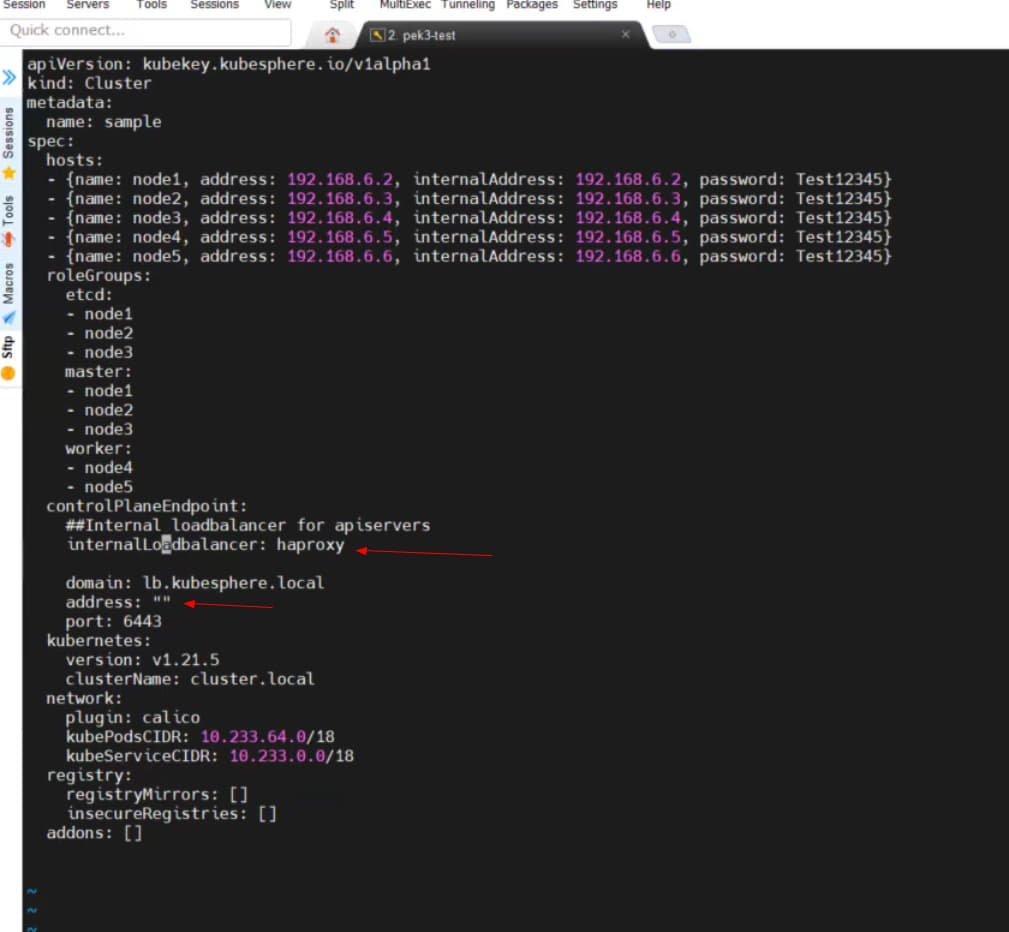 Session Servers Tools Sessions View Split MultiExec Tunneling Packages Settings Help
Quick connect...
2. pek3-test
Sessions
Tools
Macros
Sftp
apiVersion: kubekey.kubesphere.io/v1alpha1
kind: Cluster
metadata:
  name: sample
spec:
  hosts:
  - {name: node1, address: 192.168.6.2, internalAddress: 192.168.6.2, password: Test12345}
  - {name: node2, address: 192.168.6.3, internalAddress: 192.168.6.3, password: Test12345}
  - {name: node3, address: 192.168.6.4, internalAddress: 192.168.6.4, password: Test12345}
  - {name: node4, address: 192.168.6.5, internalAddress: 192.168.6.5, password: Test12345}
  - {name: node5, address: 192.168.6.6, internalAddress: 192.168.6.6, password: Test12345}
  roleGroups:
    etcd:
    - node1
    - node2
    - node3
    master:
    - node1
    - node2
    - node3
    worker:
    - node4
    - node5
  controlPlaneEndpoint:
    ##Internal loadbalancer for apiservers
    internalLoadbalancer: haproxy
    domain: lb.kubesphere.local
    address: ""
    port: 6443
  kubernetes:
    version: v1.21.5
    clusterName: cluster.local
  network:
    plugin: calico
    kubePodsCIDR: 10.233.64.0/18
    kubeServiceCIDR: 10.233.0.0/18
  registry:
    registryMirrors: []
    insecureRegistries: []
  addons: []
~
~
~